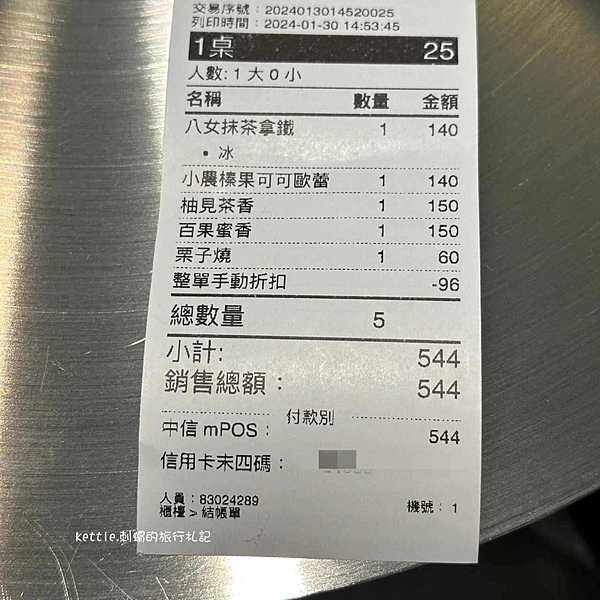 交易序號：2024013014520025
列印時間：2024-01-30 14:53:45
1桌 25
人數: 1 大 0 小
名稱 數量 金額
八女抹茶拿鐵 1 140
• 冰
小農榛果可可歐蕾 1 140
柚見茶香 1 150
百果蜜香 1 150
栗子燒 1 60
整單手動折扣 -96
總數量 5
小計: 544
銷售總額： 544
付款別
中信 mPOS： 544
信用卡末四碼：
人員：83024289
櫃檯 > 結帳單 機號： 1
kettle.刺蝟的旅行札記